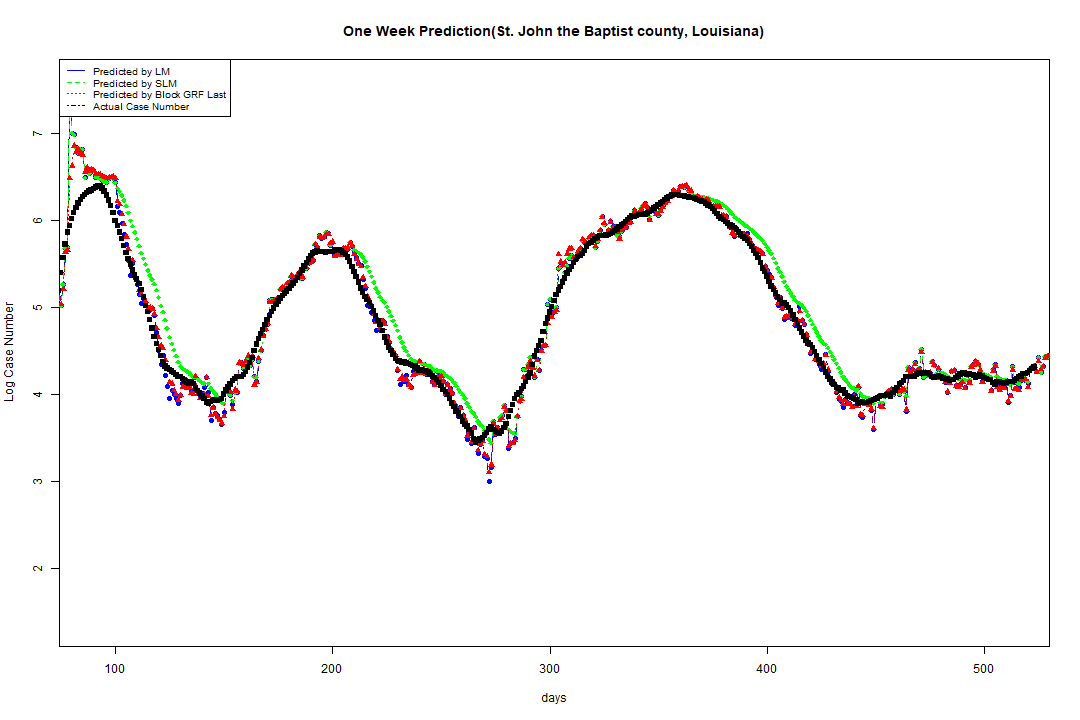 One Week Prediction(St. John the Baptist county, Louisiana)
Predicted by LM
Predicted by SLM
Predicted by Block GRF Last
Actual Case Number
7
6
5
4
3
2
Log Case Number
100 200 300 400 500
days